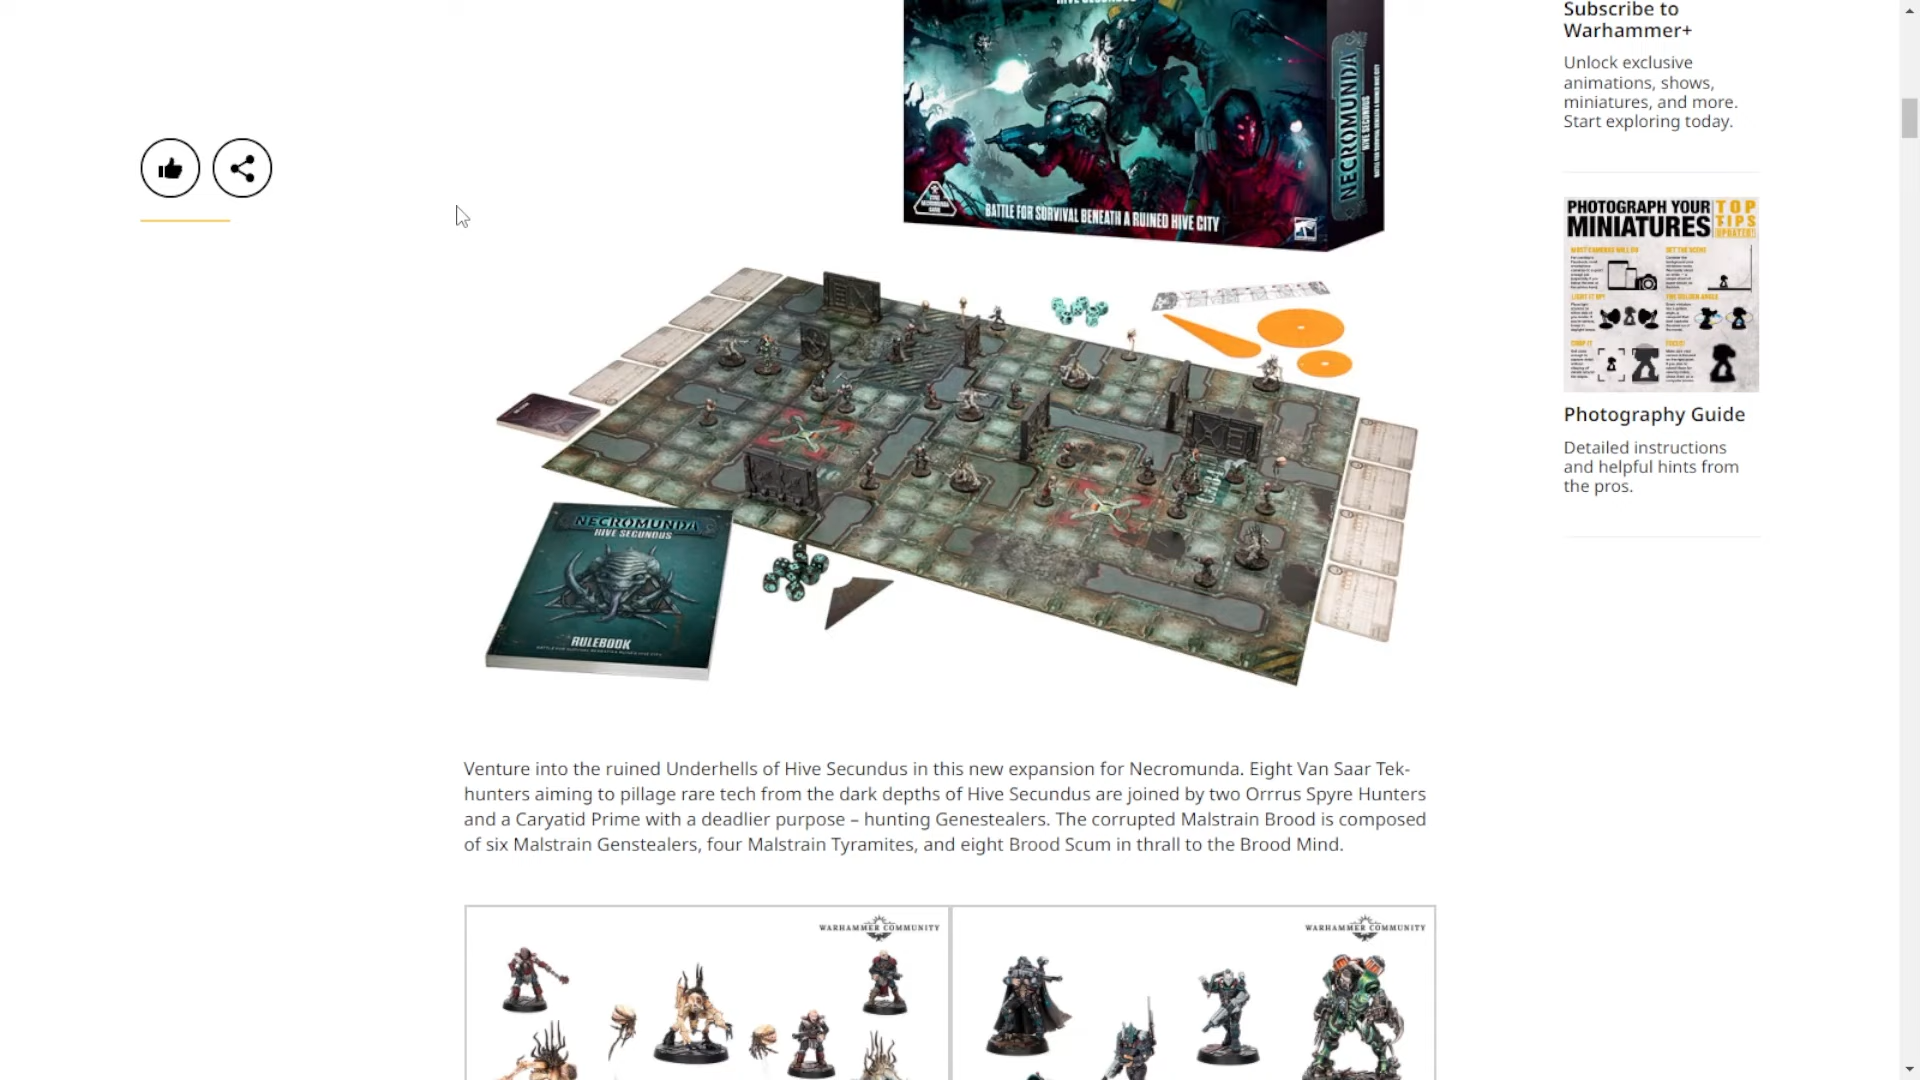 Subscribe to
Warhammer+
Unlock exclusive
animations, shows,
miniatures, and more.
Start exploring today.
NECROMUNDA
HIVE SECUNDUS
BATTLE FOR SURVIVAL BENEATH A RUINED HIVE CITY
PHOTOGRAPH YOUR
MINIATURES
TOP
TIPS
UPDATED!
Photography Guide
Detailed instructions
and helpful hints from
the pros.
NECROMUNDA
HIVE SECUNDUS
RULEBOOK
Venture into the ruined Underhells of Hive Secundus in this new expansion for Necromunda. Eight Van Saar Tek-
hunters aiming to pillage rare tech from the dark depths of Hive Secundus are joined by two Orrrus Spyre Hunters
and a Caryatid Prime with a deadlier purpose – hunting Genestealers. The corrupted Malstrain Brood is composed
of six Malstrain Genstealers, four Malstrain Tyramites, and eight Brood Scum in thrall to the Brood Mind.
WARHAMMER COMMUNITY
WARHAMMER COMMUNITY